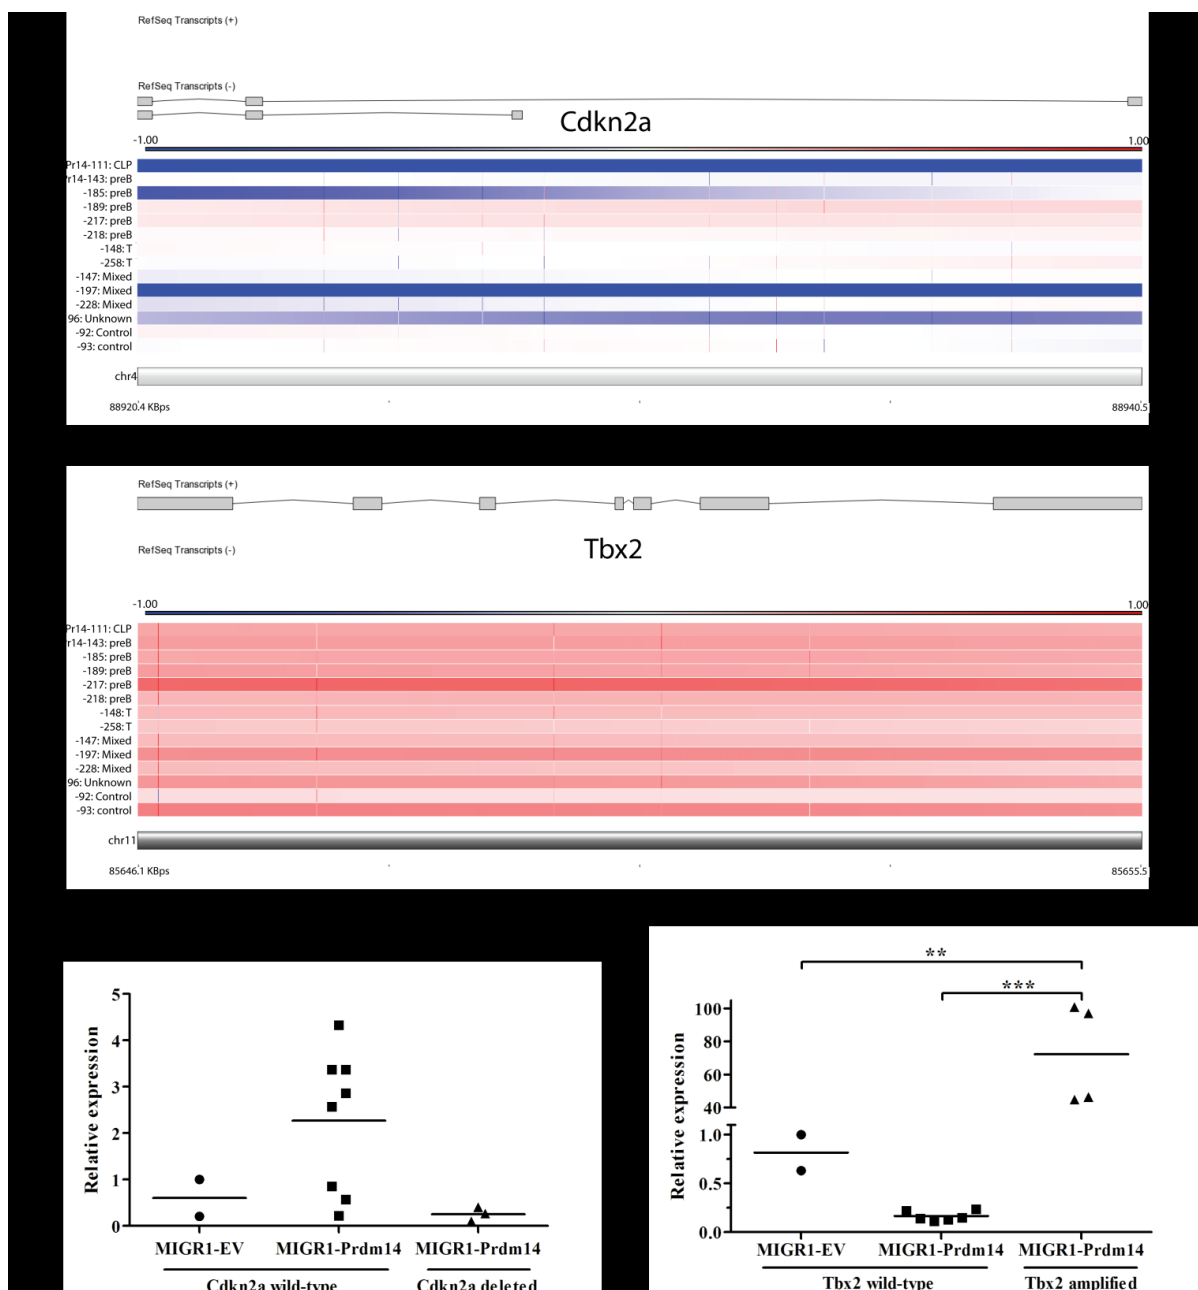 RefSeq Transcripts (+)
RefSeq Transcripts (-)
Cdkn2a
-1.00 1.00
Pr14-111: CLP
r14-143: preB
-185: preB
-189: preB
-217: preB
-218: preB
-148: T
-258: T
-147: Mixed
-197: Mixed
-228: Mixed
96: Unknown
-92: Control
-93: control
chr4
88920.4 KBps 88940.5
RefSeq Transcripts (+)
RefSeq Transcripts (-)
Tbx2
-1.00 1.00
Pr14-111: CLP
r14-143: preB
-185: preB
-189: preB
-217: preB
-218: preB
-148: T
-258: T
-147: Mixed
-197: Mixed
-228: Mixed
96: Unknown
-92: Control
-93: control
chr11
85646.1 KBps 85655.5
Relative expression
5
4
3
2
1
0
MIGR1-EV MIGR1-Prdm14 MIGR1-Prdm14
Cdkn2a wild-type Cdkn2a deleted
**
***
Relative expression
100
80
60
40
1.0
0.5
0.0
MIGR1-EV MIGR1-Prdm14 MIGR1-Prdm14
Tbx2 wild-type Tbx2 amplified